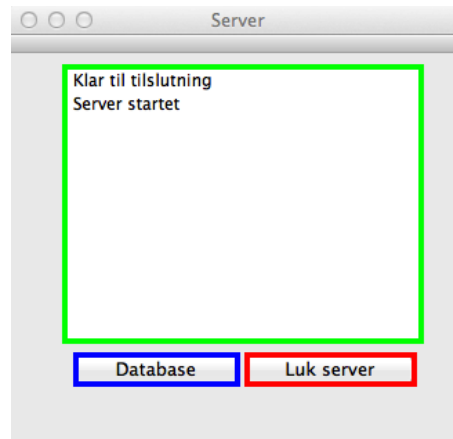 Server
Klar til tilslutning
Server startet
Database
Luk server